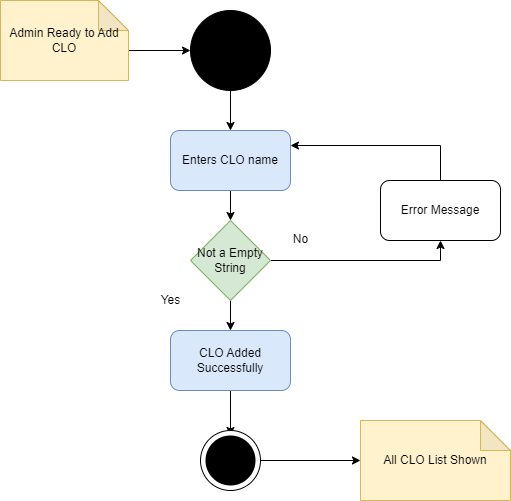 Admin Ready to Add
CLO
Enters CLO name
Error Message
Not a Empty
String
No
Yes
CLO Added
Successfully
All CLO List Shown